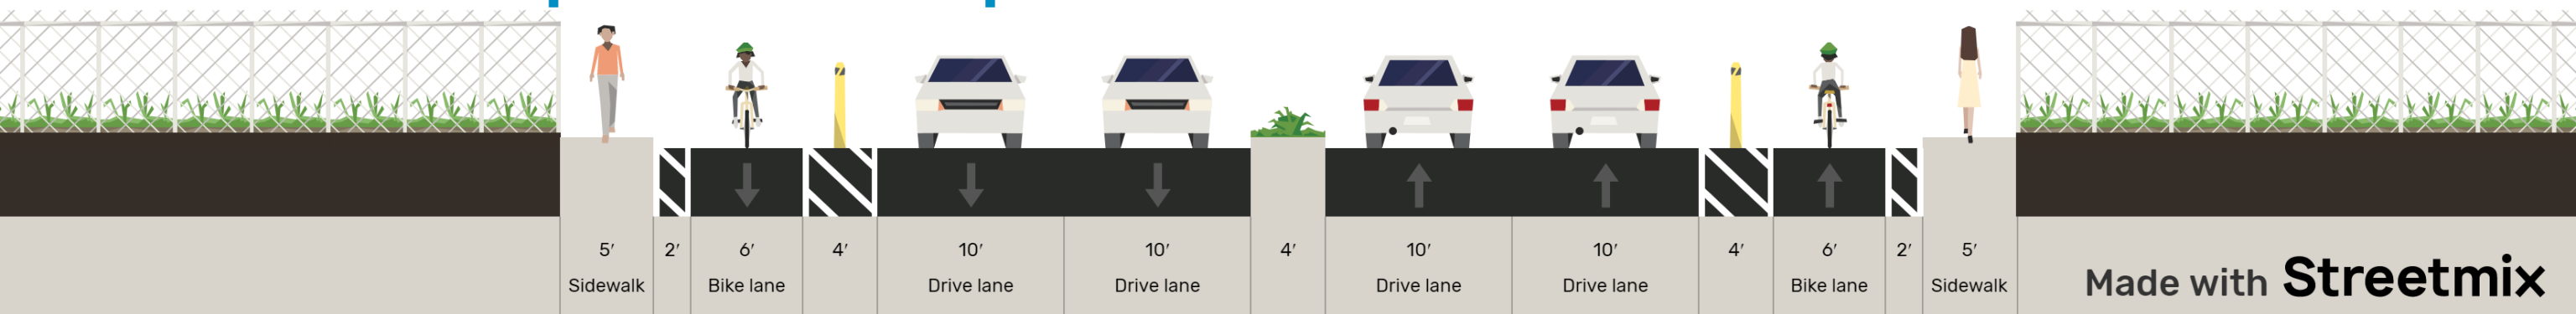 5′ 2′ 6′ 4′ 10′ 10′ 4′ 10′ 10′ 4′ 6′ 2′ 5′
Sidewalk Bike lane Drive lane Drive lane Drive lane Drive lane Bike lane Sidewalk
Made with Streetmix